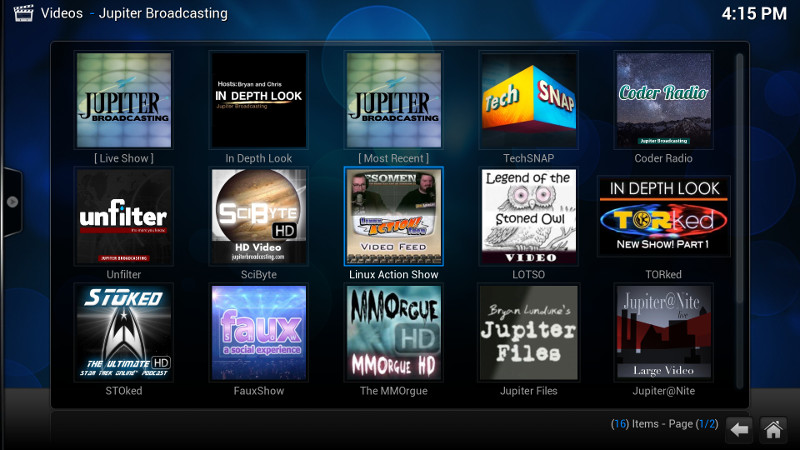 Videos - Jupiter Broadcasting
4:15 PM
JUPITER
BROADCASTING
[ Live Show ]
Hosts: Bryan and Chris
IN DEPTH LOOK
Jupiter Broadcasting
In Depth Look
JUPITER
BROADCASTING
[ Most Recent ]
Tech SNAP
TechSNAP
Coder Radio
Jupiter Broadcasting
Coder Radio
unfilter
JUPITER BROADCASTING
Unfilter
SCIBYTE
HD
HD Video
jupiterbroadcasting.com
SciByte
ACTION
VIDEO FEED
Linux Action Show
Legend of the
Stoned Owl
VIDEO
LOTSO
IN DEPTH LOOK
TORked
NEW SHOW! PART 1
TORked
STOked
THE ULTIMATE HD
STAR TREK ONLINE PODCAST
STOked
faux
a social experience
FauxShow
MMORGUE
HD
MMORGUE HD
The MMOrgue
Bryan Lunduke's
Jupiter
Files
Jupiter Files
Jupiter@Nite
live
Large Video
Jupiter@Nite
(16) Items - Page (1/2)